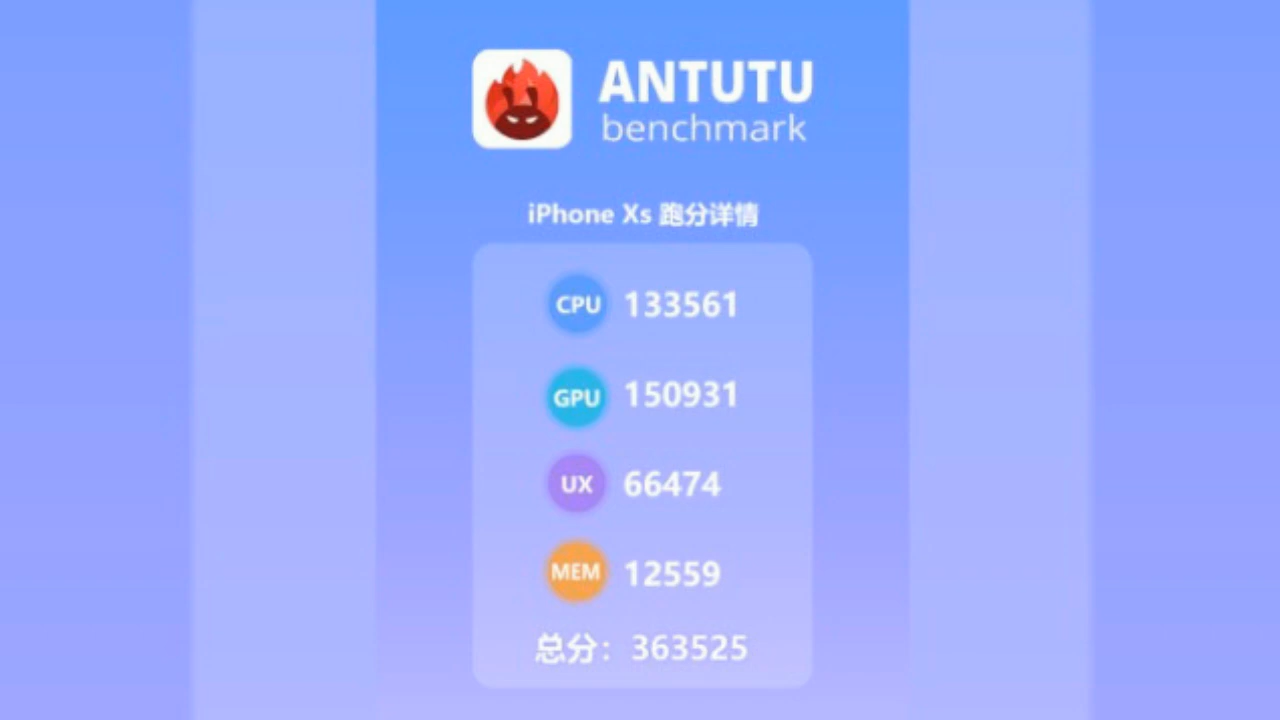 ANTUTU
benchmark
iPhone Xs 跑分详情
CPU 133561
GPU 150931
UX 66474
MEM 12559
总分：363525